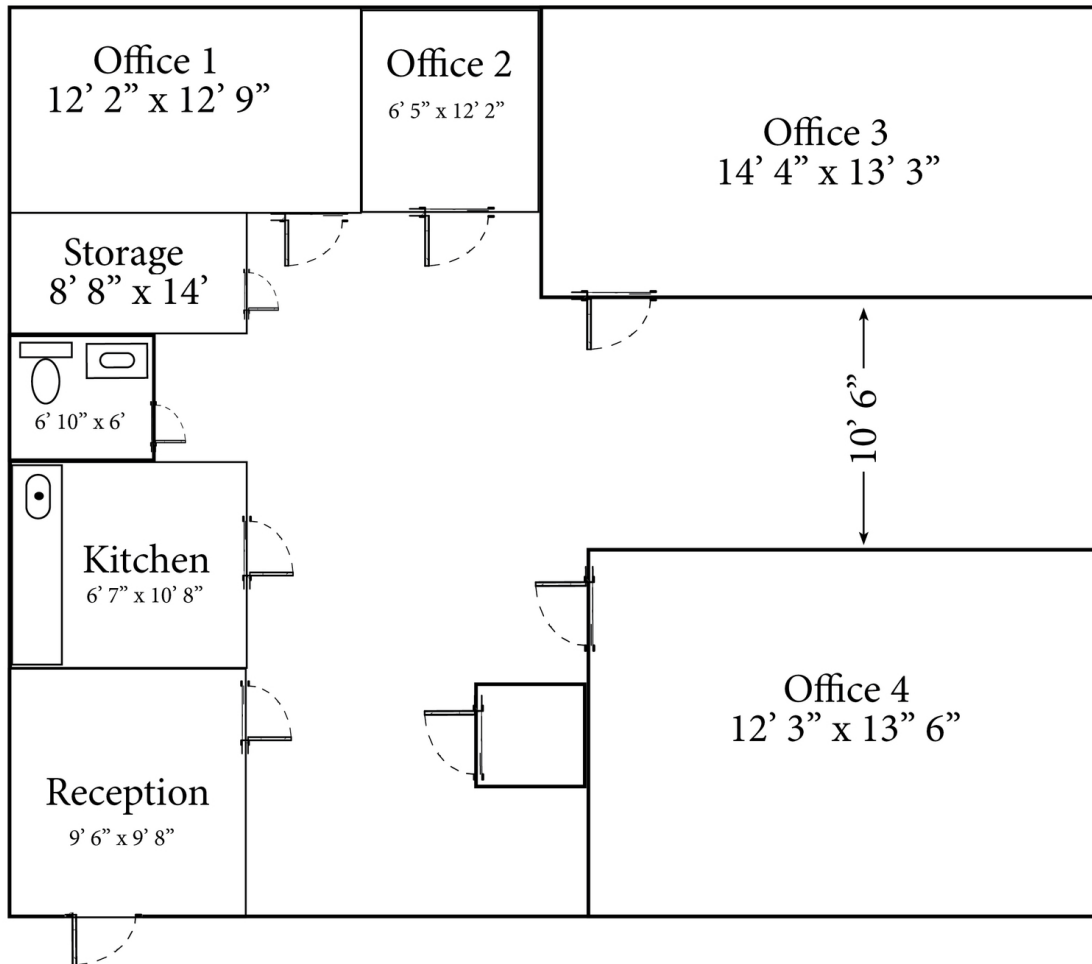 Office 1
12’ 2” x 12’ 9”
Office 2
6’ 5” x 12’ 2”
Office 3
14’ 4” x 13’ 3”
Storage
8’ 8” x 14’
6’ 10” x 6’
10’ 6”
Kitchen
6’ 7” x 10’ 8”
Office 4
12’ 3” x 13” 6”
Reception
9’ 6” x 9’ 8”